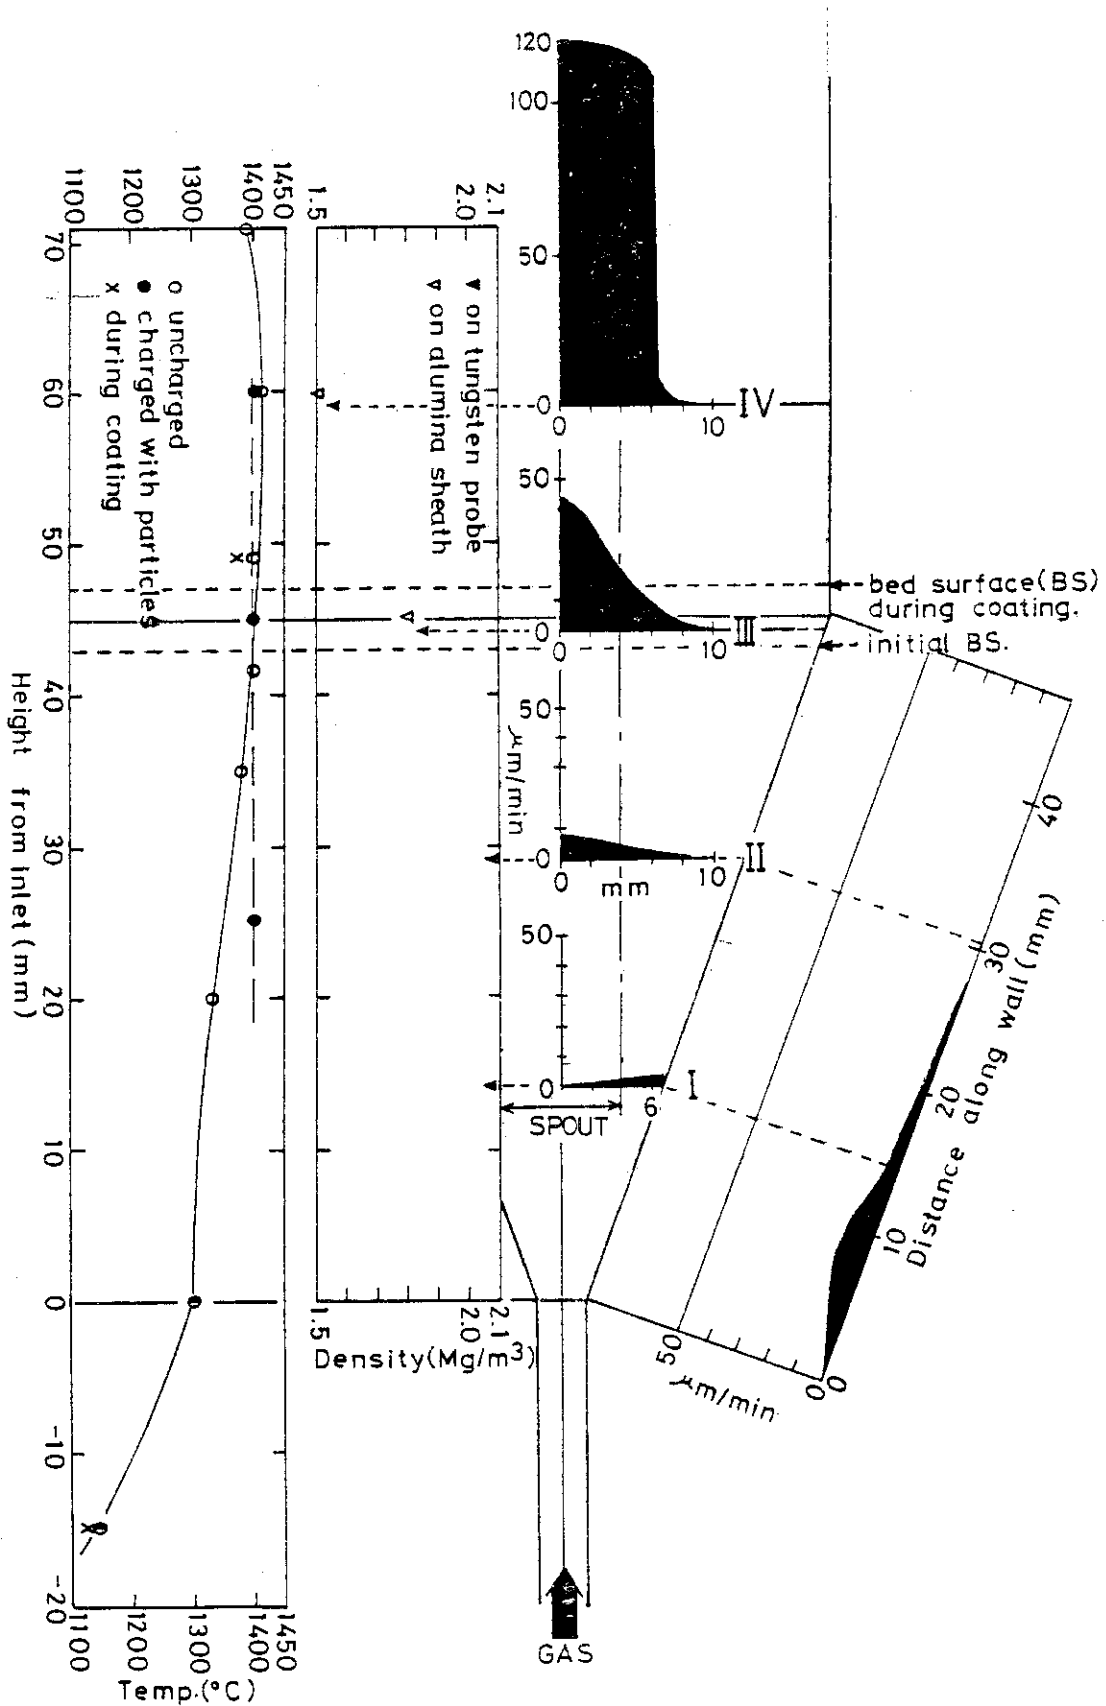 120
100
50
0
0
10
IV
50
0
0
10
III
bed surface(BS)
during coating.
initial BS.
50
μm/min
0
0
mm
10
II
50
0
6
I
SPOUT
40
30
20
10
0
Distance along wall(mm)
50
0
μm/min
GAS
1.5
2.0
2.1
▼ on tungsten probe
▽ on alumina sheath
1.5
2.0
2.1
Density(Mg/m³)
1100
1200
1300
1400
1450
o uncharged
● charged with particles
x during coating
70
60
50
40
30
20
10
0
-10
-20
Height from Inlet(mm)
1100
1200
1300
1400
1450
Temp.(°C)